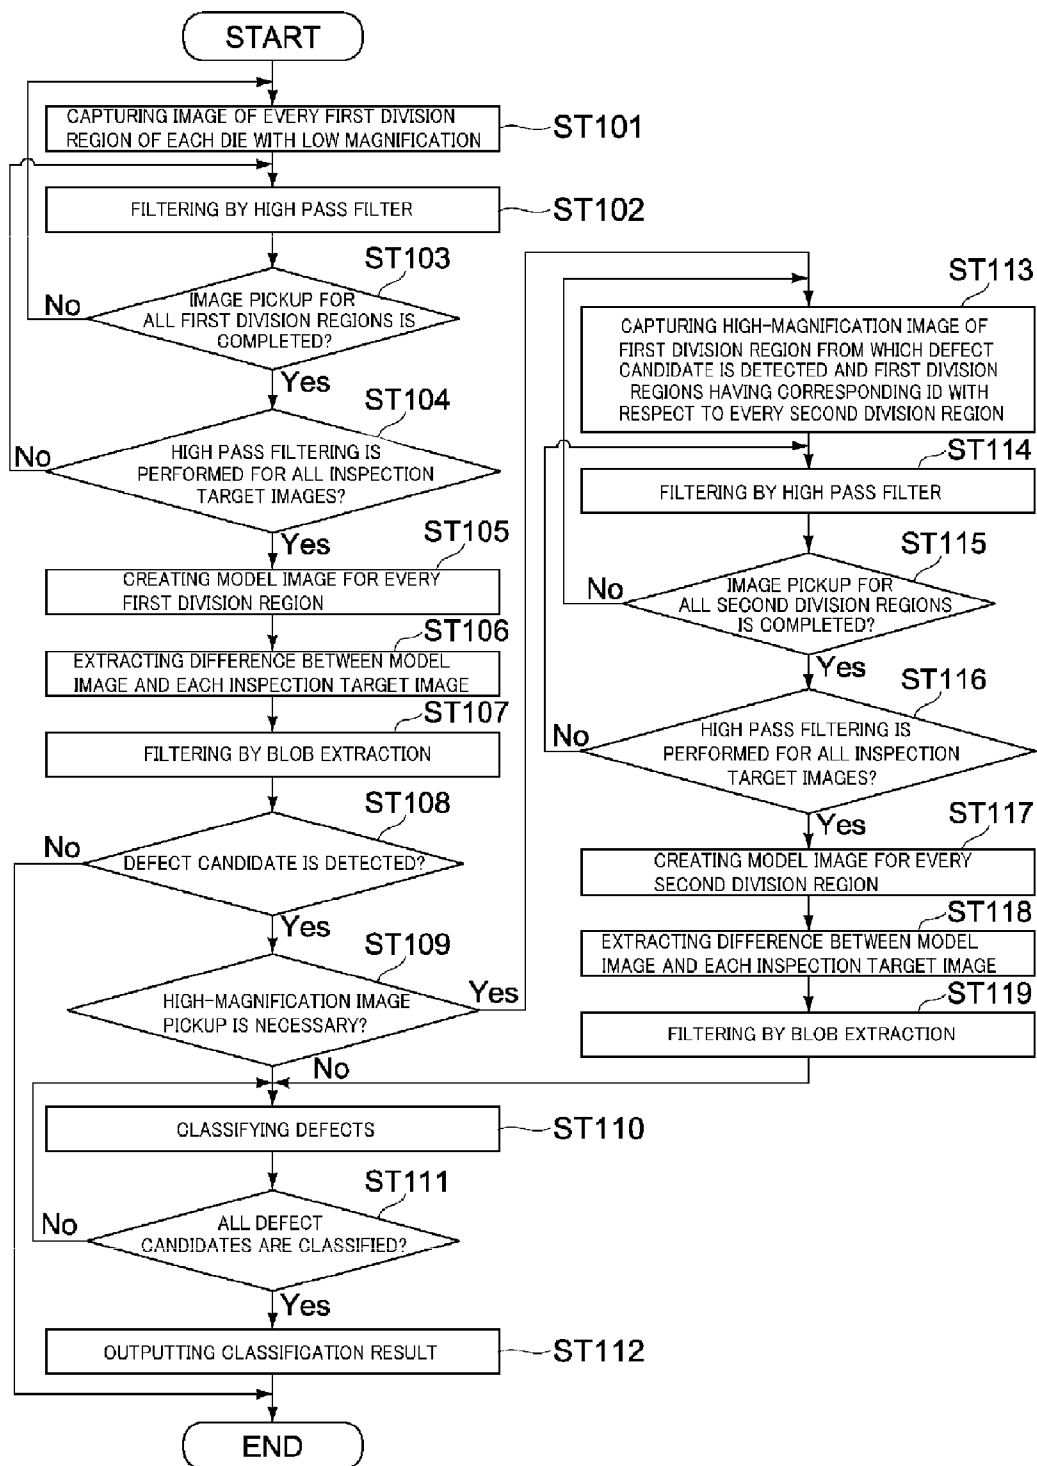 START
CAPTURING IMAGE OF EVERY FIRST DIVISION
REGION OF EACH DIE WITH LOW MAGNIFICATION
ST101
FILTERING BY HIGH PASS FILTER
ST102
ST103
IMAGE PICKUP FOR
ALL FIRST DIVISION REGIONS IS
COMPLETED?
No
Yes
ST104
HIGH PASS FILTERING IS
PERFORMED FOR ALL INSPECTION
TARGET IMAGES?
No
Yes
ST105
CREATING MODEL IMAGE FOR EVERY
FIRST DIVISION REGION
ST106
EXTRACTING DIFFERENCE BETWEEN MODEL
IMAGE AND EACH INSPECTION TARGET IMAGE
ST107
FILTERING BY BLOB EXTRACTION
ST108
DEFECT CANDIDATE IS DETECTED?
No
Yes
ST109
HIGH-MAGNIFICATION IMAGE
PICKUP IS NECESSARY?
Yes
No
CLASSIFYING DEFECTS
ST110
ST111
ALL DEFECT
CANDIDATES ARE CLASSIFIED?
No
Yes
OUTPUTTING CLASSIFICATION RESULT
ST112
END
ST113
CAPTURING HIGH-MAGNIFICATION IMAGE OF
FIRST DIVISION REGION FROM WHICH DEFECT
CANDIDATE IS DETECTED AND FIRST DIVISION
REGIONS HAVING CORRESPONDING ID WITH
RESPECT TO EVERY SECOND DIVISION REGION
ST114
FILTERING BY HIGH PASS FILTER
ST115
IMAGE PICKUP FOR
ALL SECOND DIVISION REGIONS
IS COMPLETED?
No
Yes
ST116
HIGH PASS FILTERING IS
PERFORMED FOR ALL INSPECTION
TARGET IMAGES?
No
Yes
ST117
CREATING MODEL IMAGE FOR EVERY
SECOND DIVISION REGION
ST118
EXTRACTING DIFFERENCE BETWEEN MODEL
IMAGE AND EACH INSPECTION TARGET IMAGE
ST119
FILTERING BY BLOB EXTRACTION